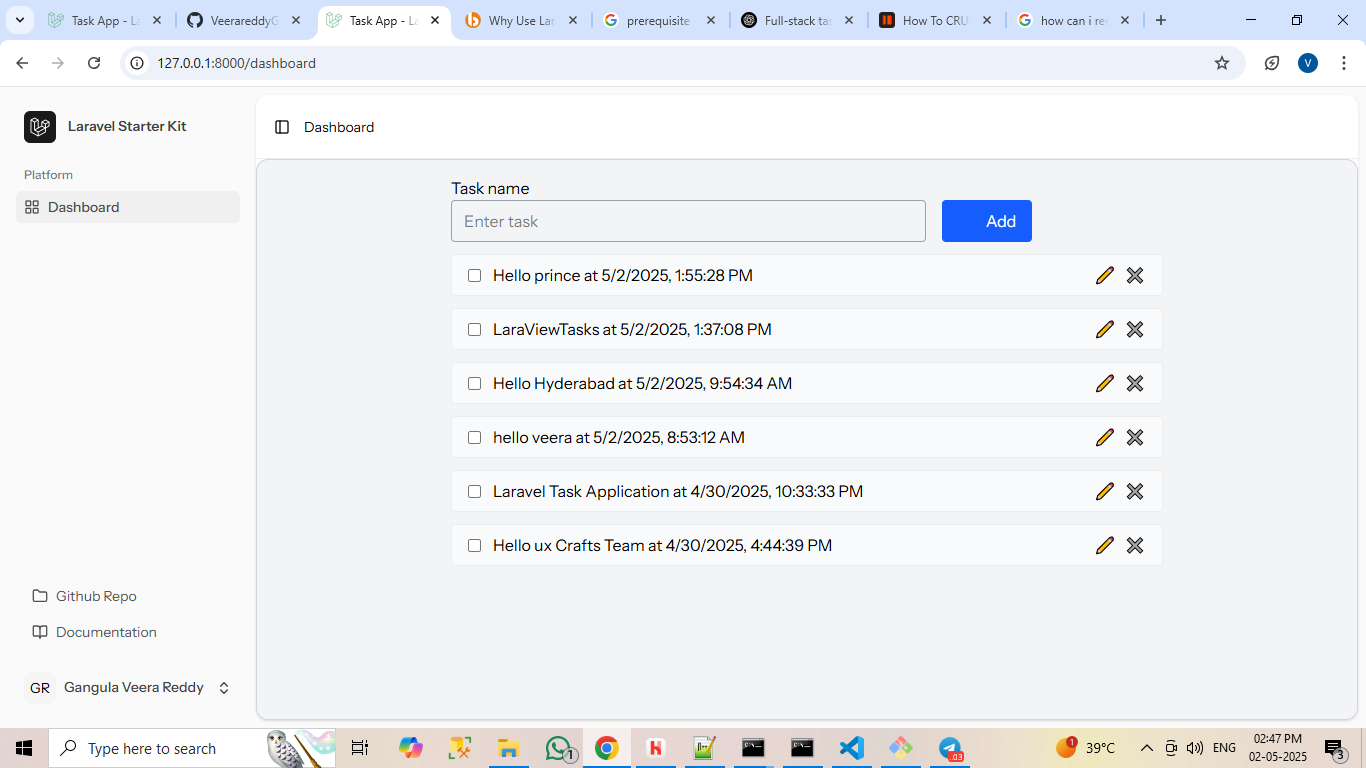 Task App - La
VeerareddyG
Task App - La
Why Use Lar
prerequisite
Full-stack tas
How To CRU
how can i re
127.0.0.1:8000/dashboard
V
Laravel Starter Kit
Dashboard
Platform
Dashboard
Task name
Enter task
Add
Hello prince at 5/2/2025, 1:55:28 PM
LaraViewTasks at 5/2/2025, 1:37:08 PM
Hello Hyderabad at 5/2/2025, 9:54:34 AM
hello veera at 5/2/2025, 8:53:12 AM
Laravel Task Application at 4/30/2025, 10:33:33 PM
Hello ux Crafts Team at 4/30/2025, 4:44:39 PM
Github Repo
Documentation
GR Gangula Veera Reddy
Type here to search
1
H
.03
1
39°C
ENG
02:47 PM
02-05-2025
3